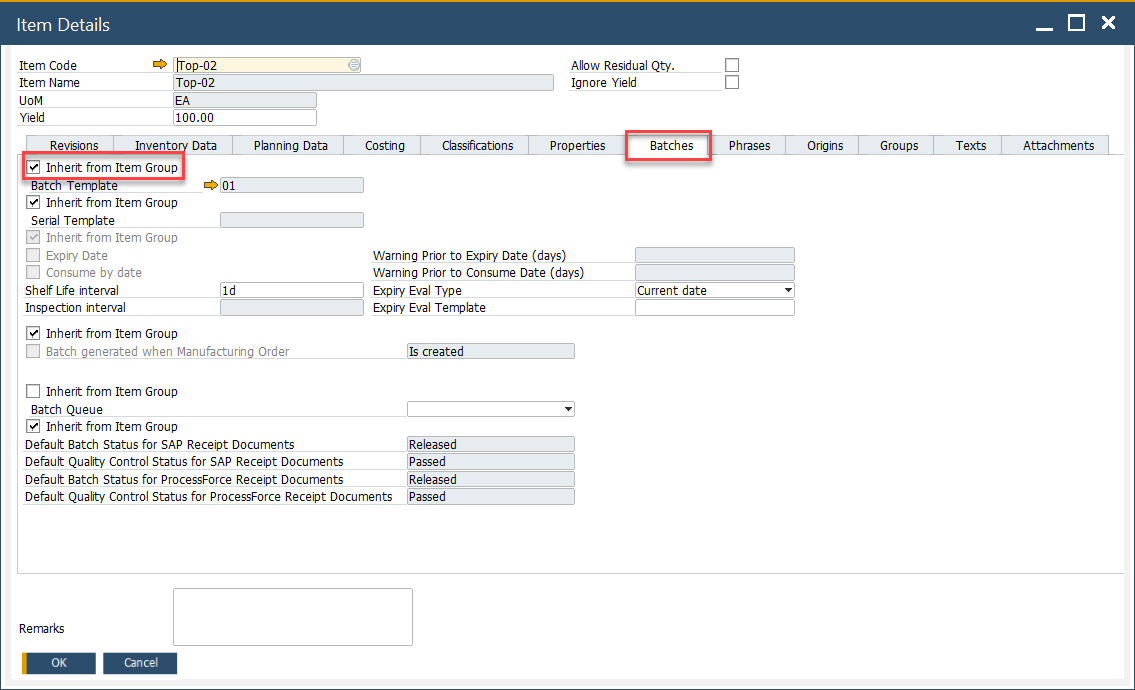 Item Details
Item Code Top-02 Allow Residual Qty.
Item Name Top-02 Ignore Yield
UoM EA
Yield 100.00
Revisions Inventory Data Planning Data Costing Classifications Properties Batches Phrases Origins Groups Texts Attachments
Inherit from Item Group
Batch Template 01
Inherit from Item Group
Serial Template
Inherit from Item Group
Expiry Date Warning Prior to Expiry Date (days)
Consume by date Warning Prior to Consume Date (days)
Shelf Life interval 1d Expiry Eval Type Current date
Inspection interval Expiry Eval Template
Inherit from Item Group
Batch generated when Manufacturing Order Is created
Inherit from Item Group
Batch Queue
Inherit from Item Group
Default Batch Status for SAP Receipt Documents Released
Default Quality Control Status for SAP Receipt Documents Passed
Default Batch Status for ProcessForce Receipt Documents Released
Default Quality Control Status for ProcessForce Receipt Documents Passed
Remarks
OK Cancel